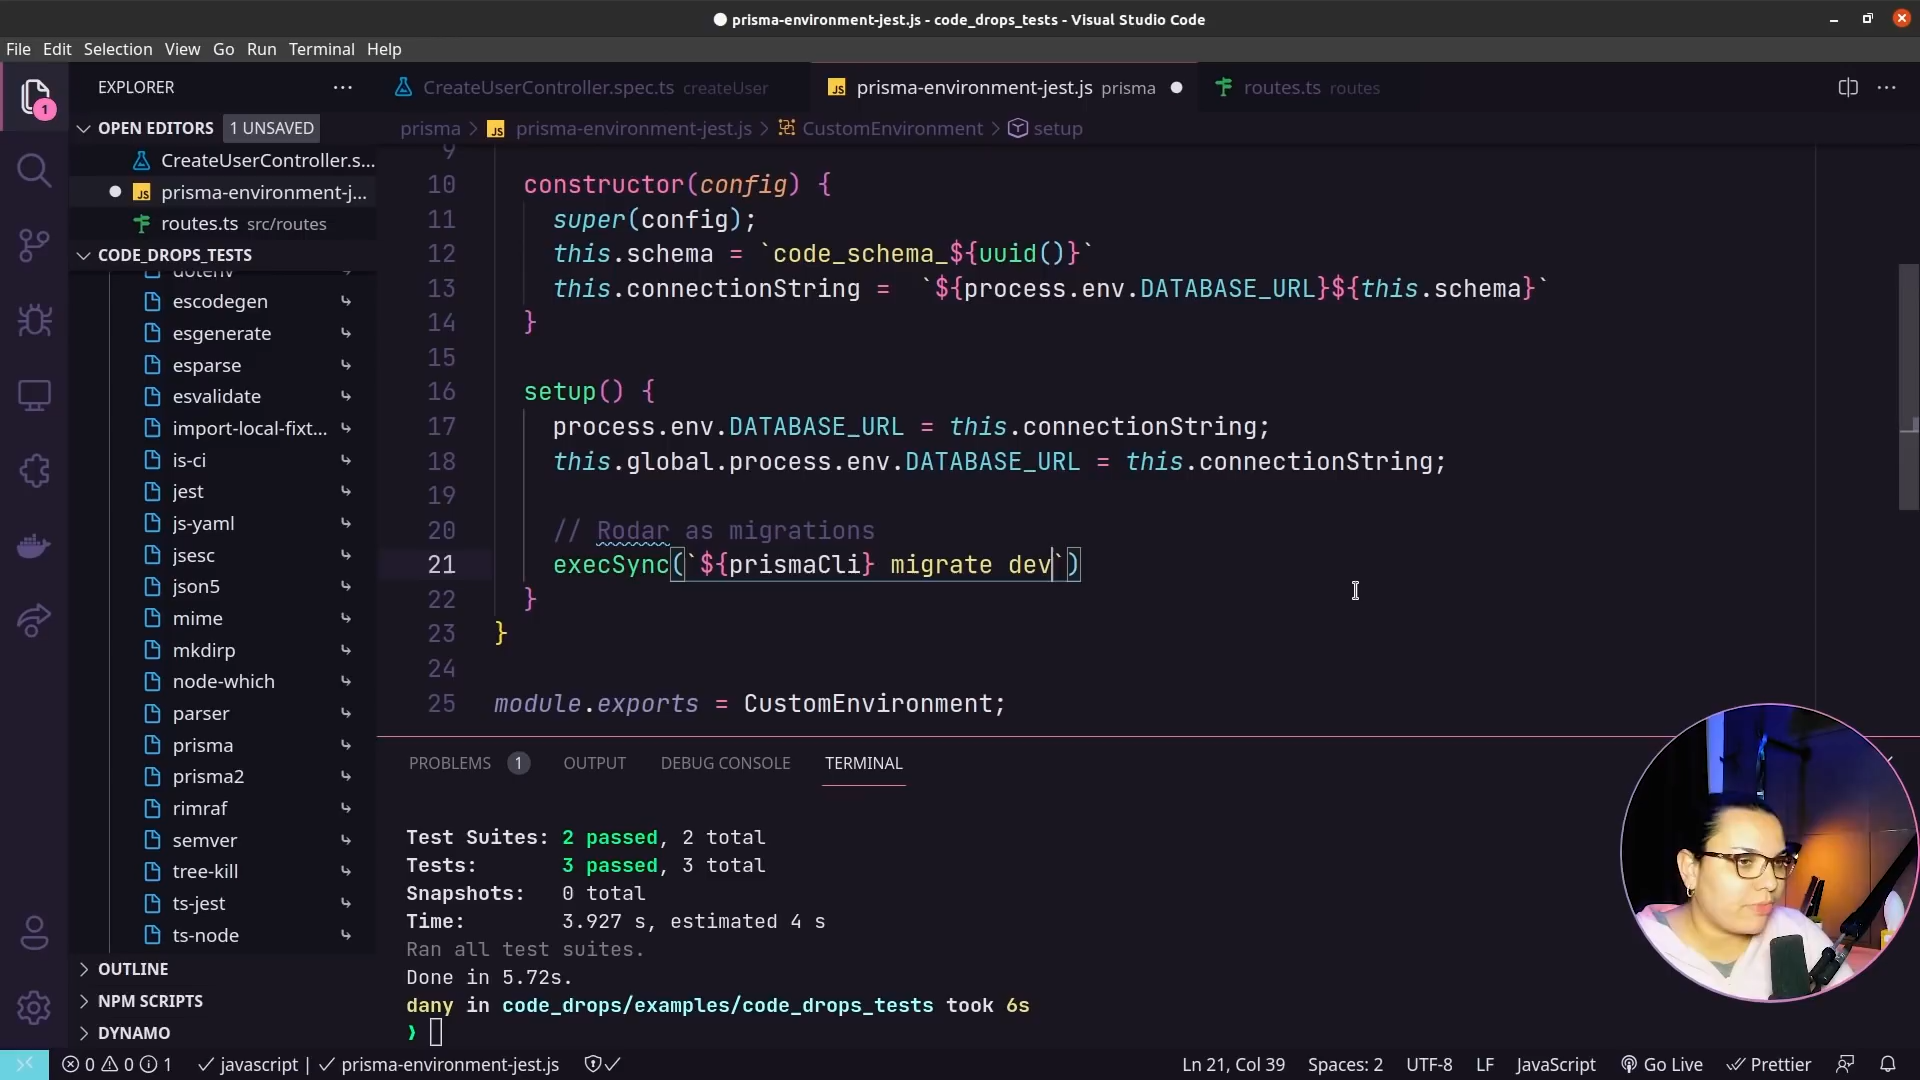 prisma-environment-jest.js - code_drops_tests - Visual Studio Code
File Edit Selection View Go Run Terminal Help
EXPLORER
CreateUserController.spec.ts createUser
prisma-environment-jest.js prisma
routes.ts routes
1
OPEN EDITORS 1 UNSAVED
prisma > prisma-environment-jest.js > CustomEnvironment > setup
CreateUserController.s...
prisma-environment-j...
routes.ts src/routes
CODE_DROPS_TESTS
dotenv
escodegen
esgenerate
esparse
esvalidate
import-local-fixt...
is-ci
jest
js-yaml
jsesc
json5
mime
mkdirp
node-which
parser
prisma
prisma2
rimraf
semver
tree-kill
ts-jest
ts-node
OUTLINE
NPM SCRIPTS
DYNAMO
9
10 constructor(config) {
11 super(config);
12 this.schema = `code_schema_${uuid()}`
13 this.connectionString =  `${process.env.DATABASE_URL}${this.schema}`
14 }
15
16 setup() {
17 process.env.DATABASE_URL = this.connectionString;
18 this.global.process.env.DATABASE_URL = this.connectionString;
19
20 // Rodar as migrations
21 execSync(`${prismaCli} migrate dev`)
22 }
23 }
24
25 module.exports = CustomEnvironment;
PROBLEMS 1 OUTPUT DEBUG CONSOLE TERMINAL
Test Suites: 2 passed, 2 total
Tests: 3 passed, 3 total
Snapshots: 0 total
Time: 3.927 s, estimated 4 s
Ran all test suites.
Done in 5.72s.
dany in code_drops/examples/code_drops_tests took 6s
❯
0 0 1 javascript | prisma-environment-jest.js Ln 21, Col 39 Spaces: 2 UTF-8 LF JavaScript Go Live Prettier